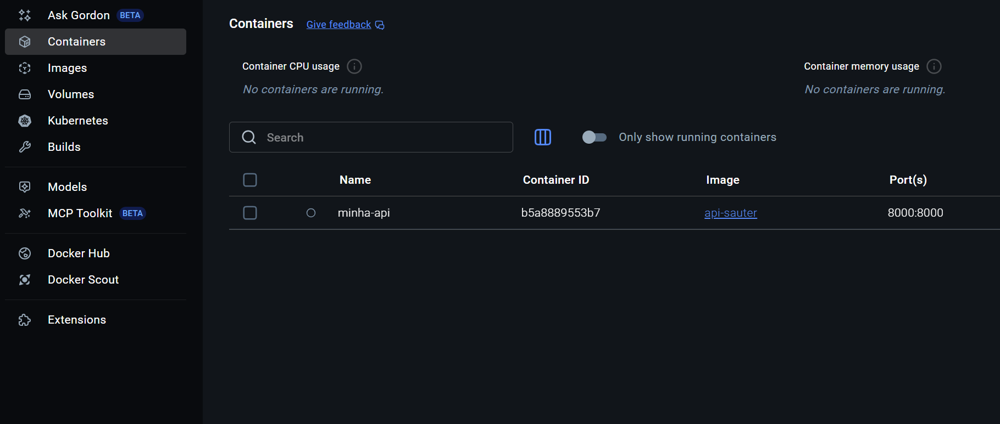 Ask Gordon BETA
Containers
Images
Volumes
Kubernetes
Builds
Models
MCP Toolkit BETA
Docker Hub
Docker Scout
Extensions
Containers Give feedback
Container CPU usage
No containers are running.
Container memory usage
No containers are running.
Search
Only show running containers
Name Container ID Image Port(s)
minha-api b5a8889553b7 api-sauter 8000:8000